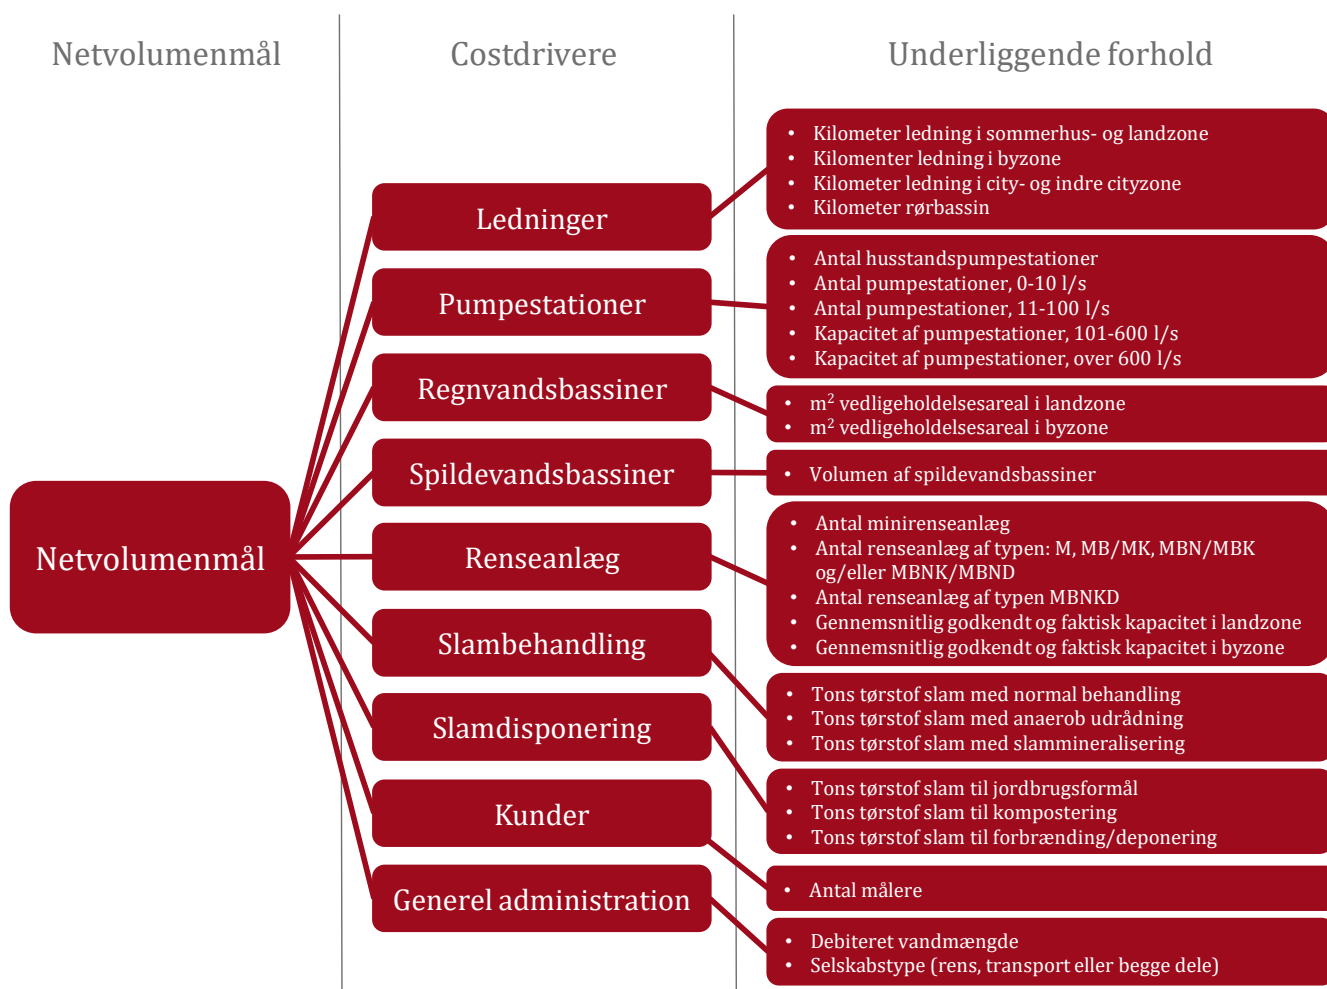 Netvolumenmål
Costdrivere
Underliggende forhold
Netvolumenmål
Ledninger
Pumpestationer
Regnvandsbassiner
Spildevandsbassiner
Renseanlæg
Slambehandling
Slamdisponering
Kunder
Generel administration
• Kilometer ledning i sommerhus- og landzone
• Kilomenter ledning i byzone
• Kilometer ledning i city- og indre cityzone
• Kilometer rørbassin
• Antal husstandspumpestationer
• Antal pumpestationer, 0-10 l/s
• Antal pumpestationer, 11-100 l/s
• Kapacitet af pumpestationer, 101-600 l/s
• Kapacitet af pumpestationer, over 600 l/s
• m² vedligeholdelsesareal i landzone
• m² vedligeholdelsesareal i byzone
• Volumen af spildevandsbassiner
• Antal minirenseanlæg
• Antal renseanlæg af typen: M, MB/MK, MBN/MBK
og/eller MBNK/MBND
• Antal renseanlæg af typen MBNKD
• Gennemsnitlig godkendt og faktisk kapacitet i landzone
• Gennemsnitlig godkendt og faktisk kapacitet i byzone
• Tons tørstof slam med normal behandling
• Tons tørstof slam med anaerob udrådning
• Tons tørstof slam med slammineralisering
• Tons tørstof slam til jordbrugsformål
• Tons tørstof slam til kompostering
• Tons tørstof slam til forbrænding/deponering
• Antal målere
• Debiteret vandmængde
• Selskabstype (rens, transport eller begge dele)